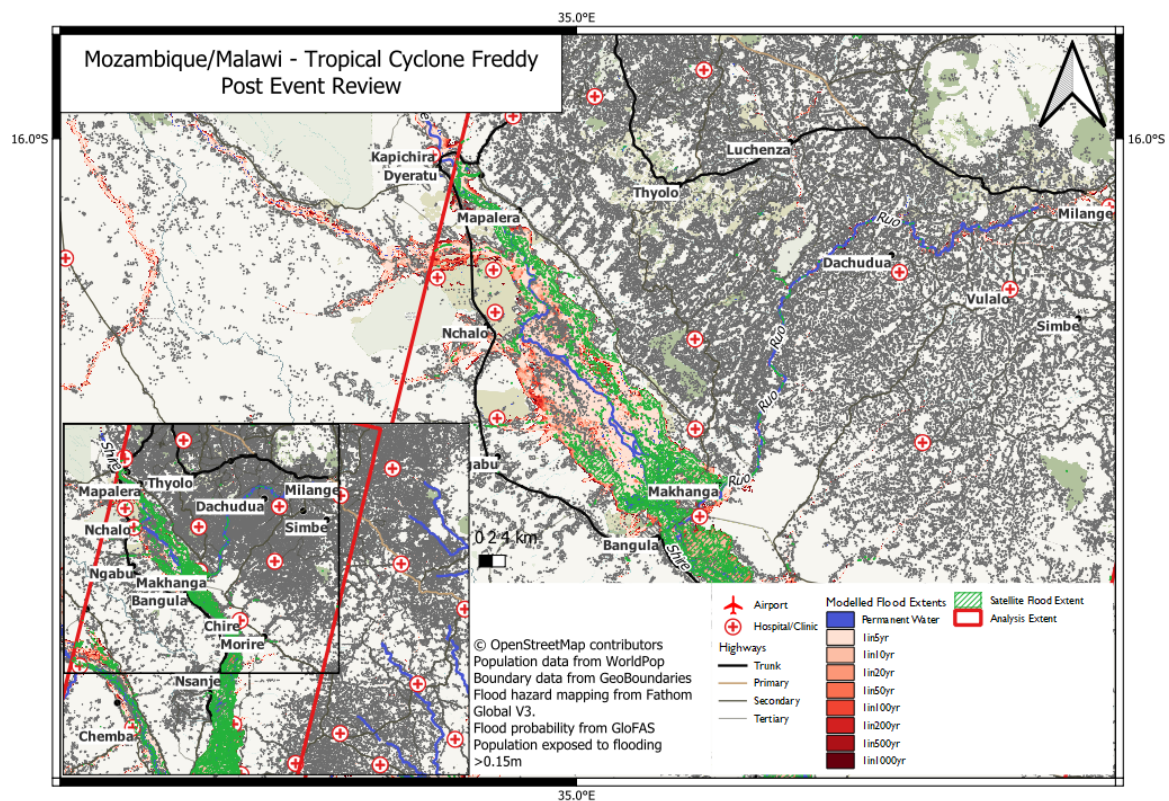 35.0°E
Mozambique/Malawi - Tropical Cyclone Freddy
Post Event Review
16.0°S
16.0°S
Kapichira
Dyeratu
Luchenza
Thyolo
Mapalera
Milange
Ruo
Dachudua
Vulalo
Simbe
Nchalo
Ruo
Ruo
Makhanga
Ruo
Bangula
Shire
0 2 4 km
Shire
Thyolo
Mapalera
Milange
Dachudua
Simbe
Nchalo
Ngabu
Makhanga
Bangula
Chire
Morire
Nsanje
Chemba
© OpenStreetMap contributors
Population data from WorldPop
Boundary data from GeoBoundaries
Flood hazard mapping from Fathom
Global V3.
Flood probability from GloFAS
Population exposed to flooding
>0.15m
Airport
Hospital/Clinic
Highways
Trunk
Primary
Secondary
Tertiary
Modelled Flood Extents
Permanent Water
1in5yr
1in10yr
1in20yr
1in50yr
1in100yr
1in200yr
1in500yr
1in1000yr
Satellite Flood Extent
Analysis Extent
35.0°E